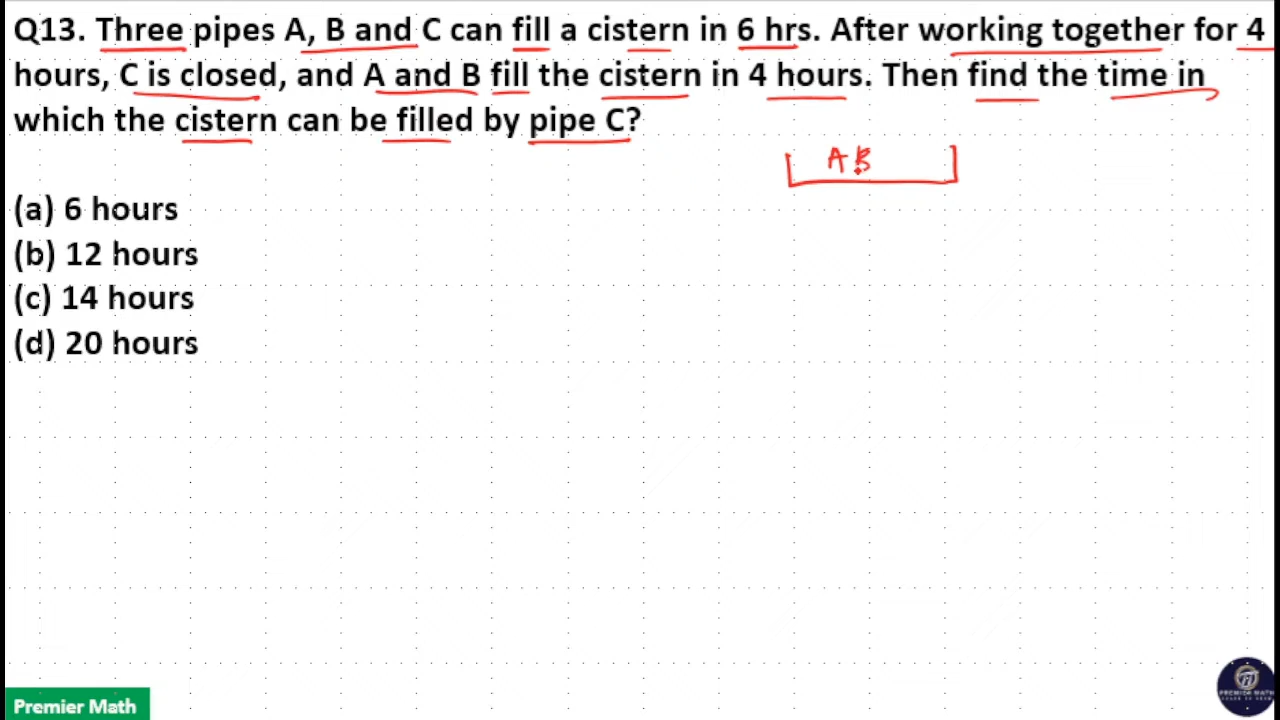 Q13. Three pipes A, B and C can fill a cistern in 6 hrs. After working together for 4
hours, C is closed, and A and B fill the cistern in 4 hours. Then find the time in
which the cistern can be filled by pipe C?
A B
(a) 6 hours
(b) 12 hours
(c) 14 hours
(d) 20 hours
Premier Math
PREMIER MATH